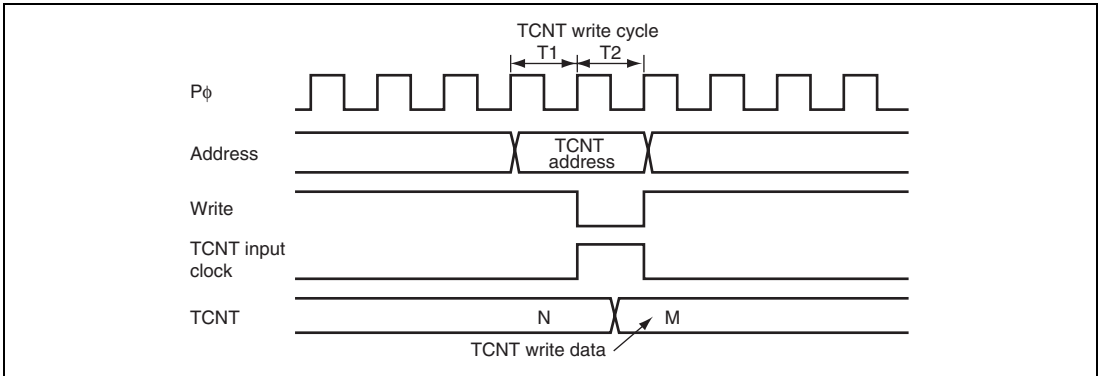 TCNT write cycle
T1 T2
Pϕ
Address
TCNT
address
Write
TCNT input
clock
TCNT
N M
TCNT write data